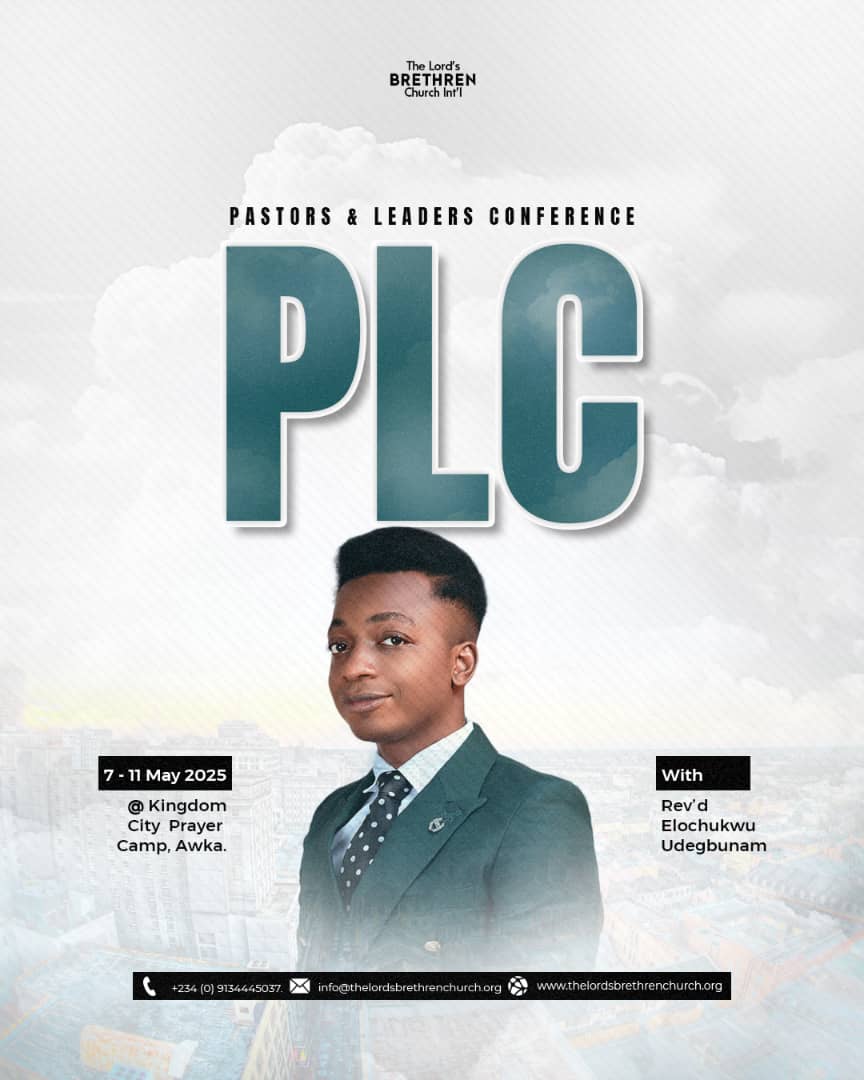 The Lord's
BRETHREN
Church Int'l
PASTORS & LEADERS CONFERENCE
PLC
7 - 11 May 2025
@ Kingdom
City Prayer
Camp, Awka.
With
Rev'd
Elochukwu
Udegbunam
+234 (0) 9134445037.
info@thelordsbrethrenchurch.org
www.thelordsbrethrenchurch.org